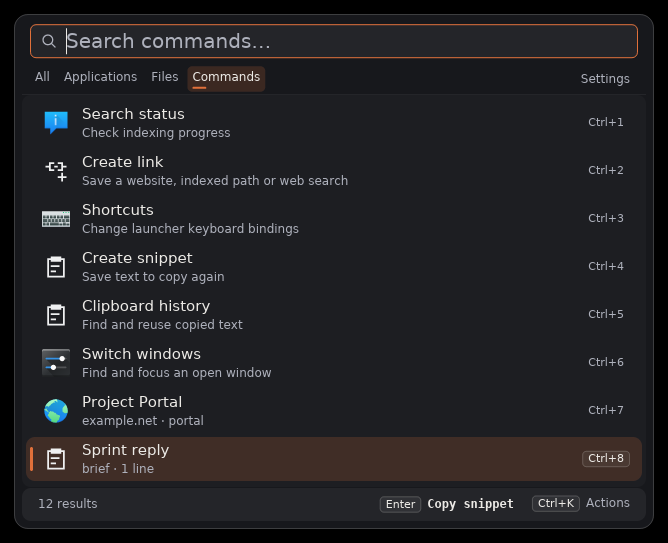 Search commands...
All Applications Files Commands Settings
Search status
Check indexing progress
Ctrl+1
Create link
Save a website, indexed path or web search
Ctrl+2
Shortcuts
Change launcher keyboard bindings
Ctrl+3
Create snippet
Save text to copy again
Ctrl+4
Clipboard history
Find and reuse copied text
Ctrl+5
Switch windows
Find and focus an open window
Ctrl+6
Project Portal
example.net · portal
Ctrl+7
Sprint reply
brief · 1 line
Ctrl+8
12 results Enter Copy snippet Ctrl+K Actions